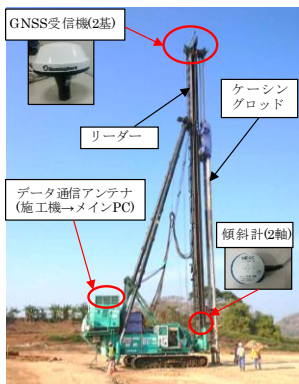 GNSS受信機(2基)
リーダー
ケーシン
グロッド
データ通信アンテナ
(施工機→メインPC)
傾斜計(2軸)